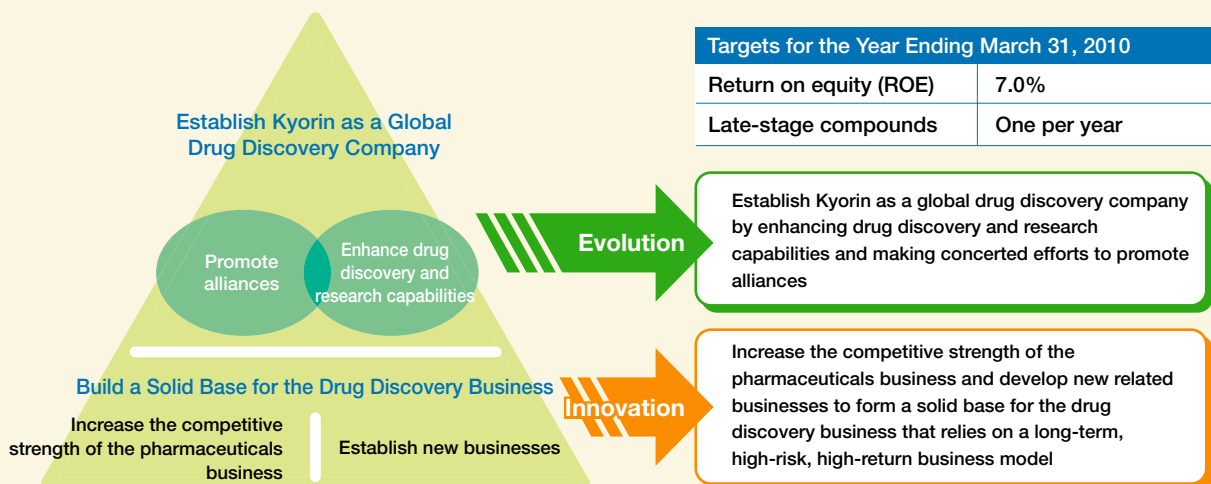 Establish Kyorin as a Global
Drug Discovery Company
Promote
alliances
Enhance drug
discovery and
research capabilities
Build a Solid Base for the Drug Discovery Business
Increase the competitive
strength of the pharmaceuticals
business
Establish new businesses
Targets for the Year Ending March 31, 2010
Return on equity (ROE) 7.0%
Late-stage compounds One per year
Evolution
Establish Kyorin as a global drug discovery company
by enhancing drug discovery and research
capabilities and making concerted efforts to promote
alliances
Innovation
Increase the competitive strength of the
pharmaceuticals business and develop new related
businesses to form a solid base for the drug
discovery business that relies on a long-term,
high-risk, high-return business model